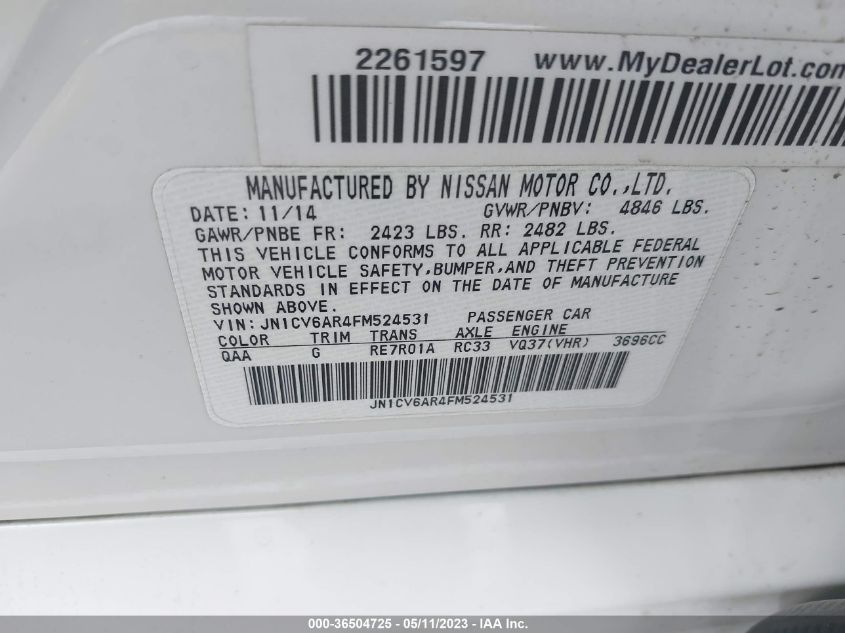 2261597 www.MyDealerLot.com
MANUFACTURED BY NISSAN MOTOR CO.,LTD.
DATE: 11/14 GVWR/PNBV: 4846 LBS.
GAWR/PNBE FR: 2423 LBS. RR: 2482 LBS.
THIS VEHICLE CONFORMS TO ALL APPLICABLE FEDERAL
MOTOR VEHICLE SAFETY,BUMPER,AND THEFT PREVENTION
STANDARDS IN EFFECT ON THE DATE OF MANUFACTURE
SHOWN ABOVE.
VIN: JN1CV6AR4FM524531 PASSENGER CAR
COLOR TRIM TRANS AXLE ENGINE
QAA G RE7R01A RC33 VQ37(VHR) 3696CC
JN1CV6AR4FM524531
000-36504725 - 05/11/2023 - IAA Inc.